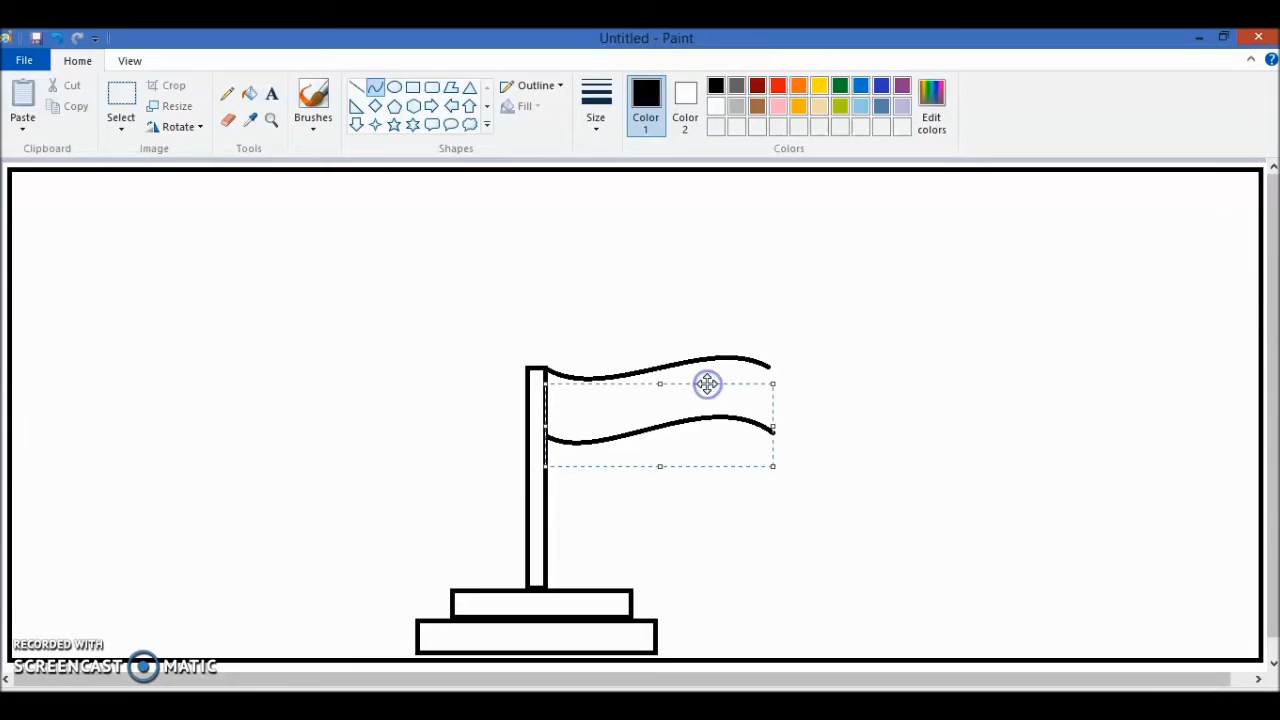 Untitled - Paint
File Home View
Cut
Copy
Paste
Clipboard
Crop
Resize
Rotate
Select
Image
Tools
Brushes
Outline
Fill
Shapes
Size
Color 1
Color 2
Edit colors
Colors
RECORDED WITH
SCREENCAST MATIC